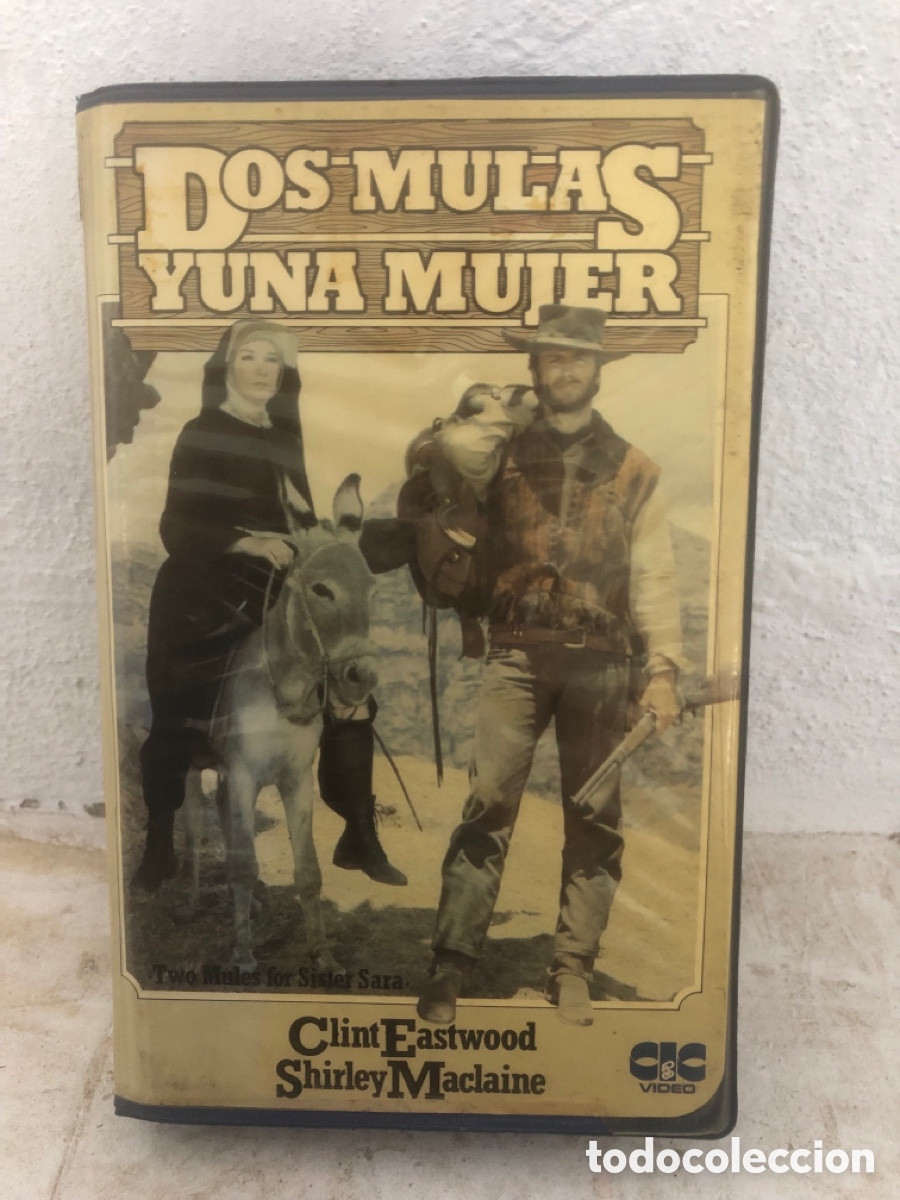 DOS MULAS
Y UNA MUJER
Two Mules for Sister Sara.
Clint Eastwood
Shirley Maclaine
CIC
VIDEO
todocoleccion